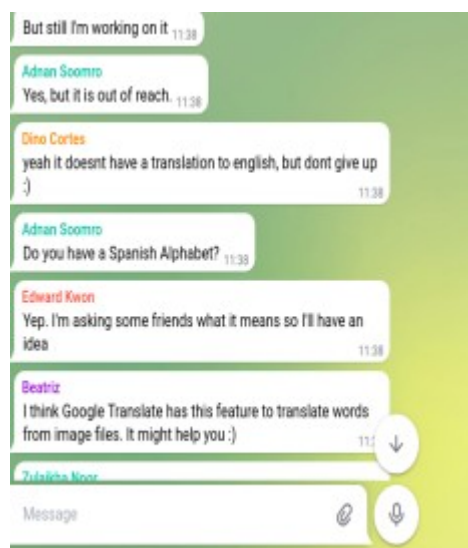 But still I'm working on it 11:38
Adnan Soomro
Yes, but it is out of reach. 11:38
Dino Cortes
yeah it doesnt have a translation to english, but dont give up
:) 11:38
Adnan Soomro
Do you have a Spanish Alphabet? 11:38
Edward Kwon
Yep. I'm asking some friends what it means so I'll have an
idea 11:38
Beatriz
I think Google Translate has this feature to translate words
from image files. It might help you :)
Zulaikha Noor
Message